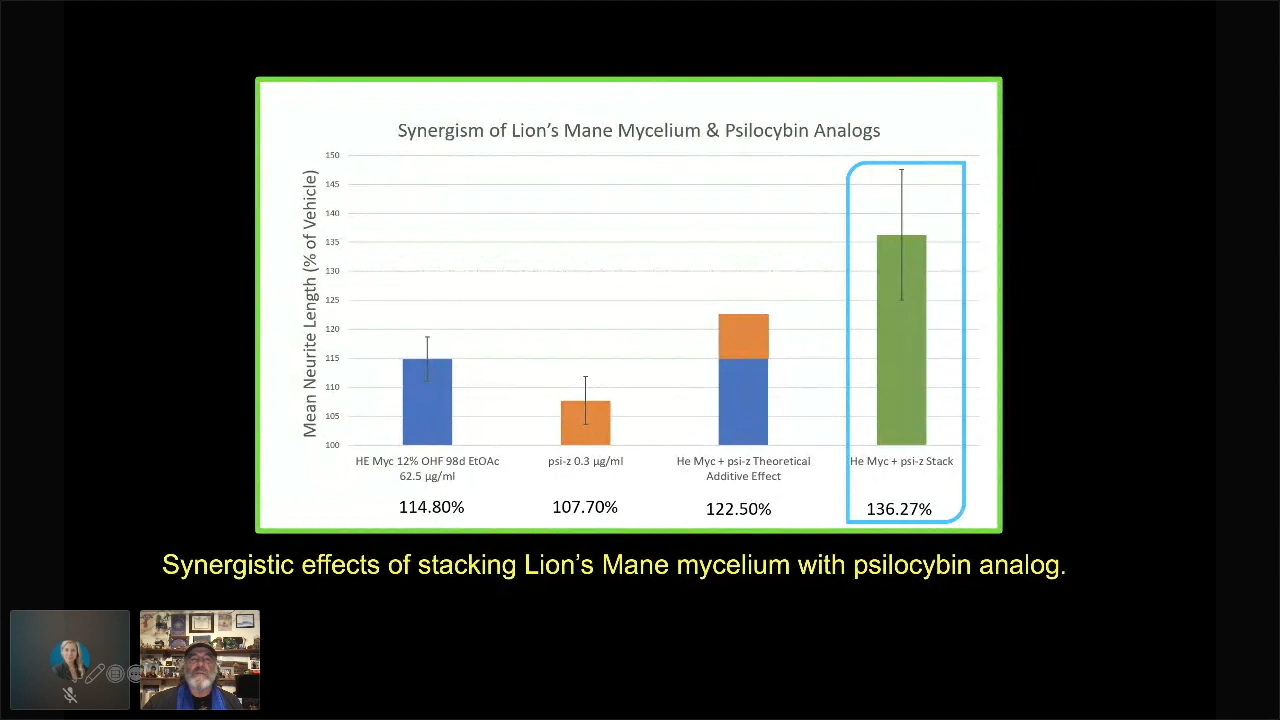 Synergism of Lion’s Mane Mycelium & Psilocybin Analogs
Mean Neurite Length (% of Vehicle)
150
145
140
135
130
125
120
115
110
105
100
HE Myc 12% OHF 98d EtOAc
62.5 µg/ml
psi-z 0.3 µg/ml
He Myc + psi-z Theoretical
Additive Effect
He Myc + psi-z Stack
114.80%
107.70%
122.50%
136.27%
Synergistic effects of stacking Lion’s Mane mycelium with psilocybin analog.